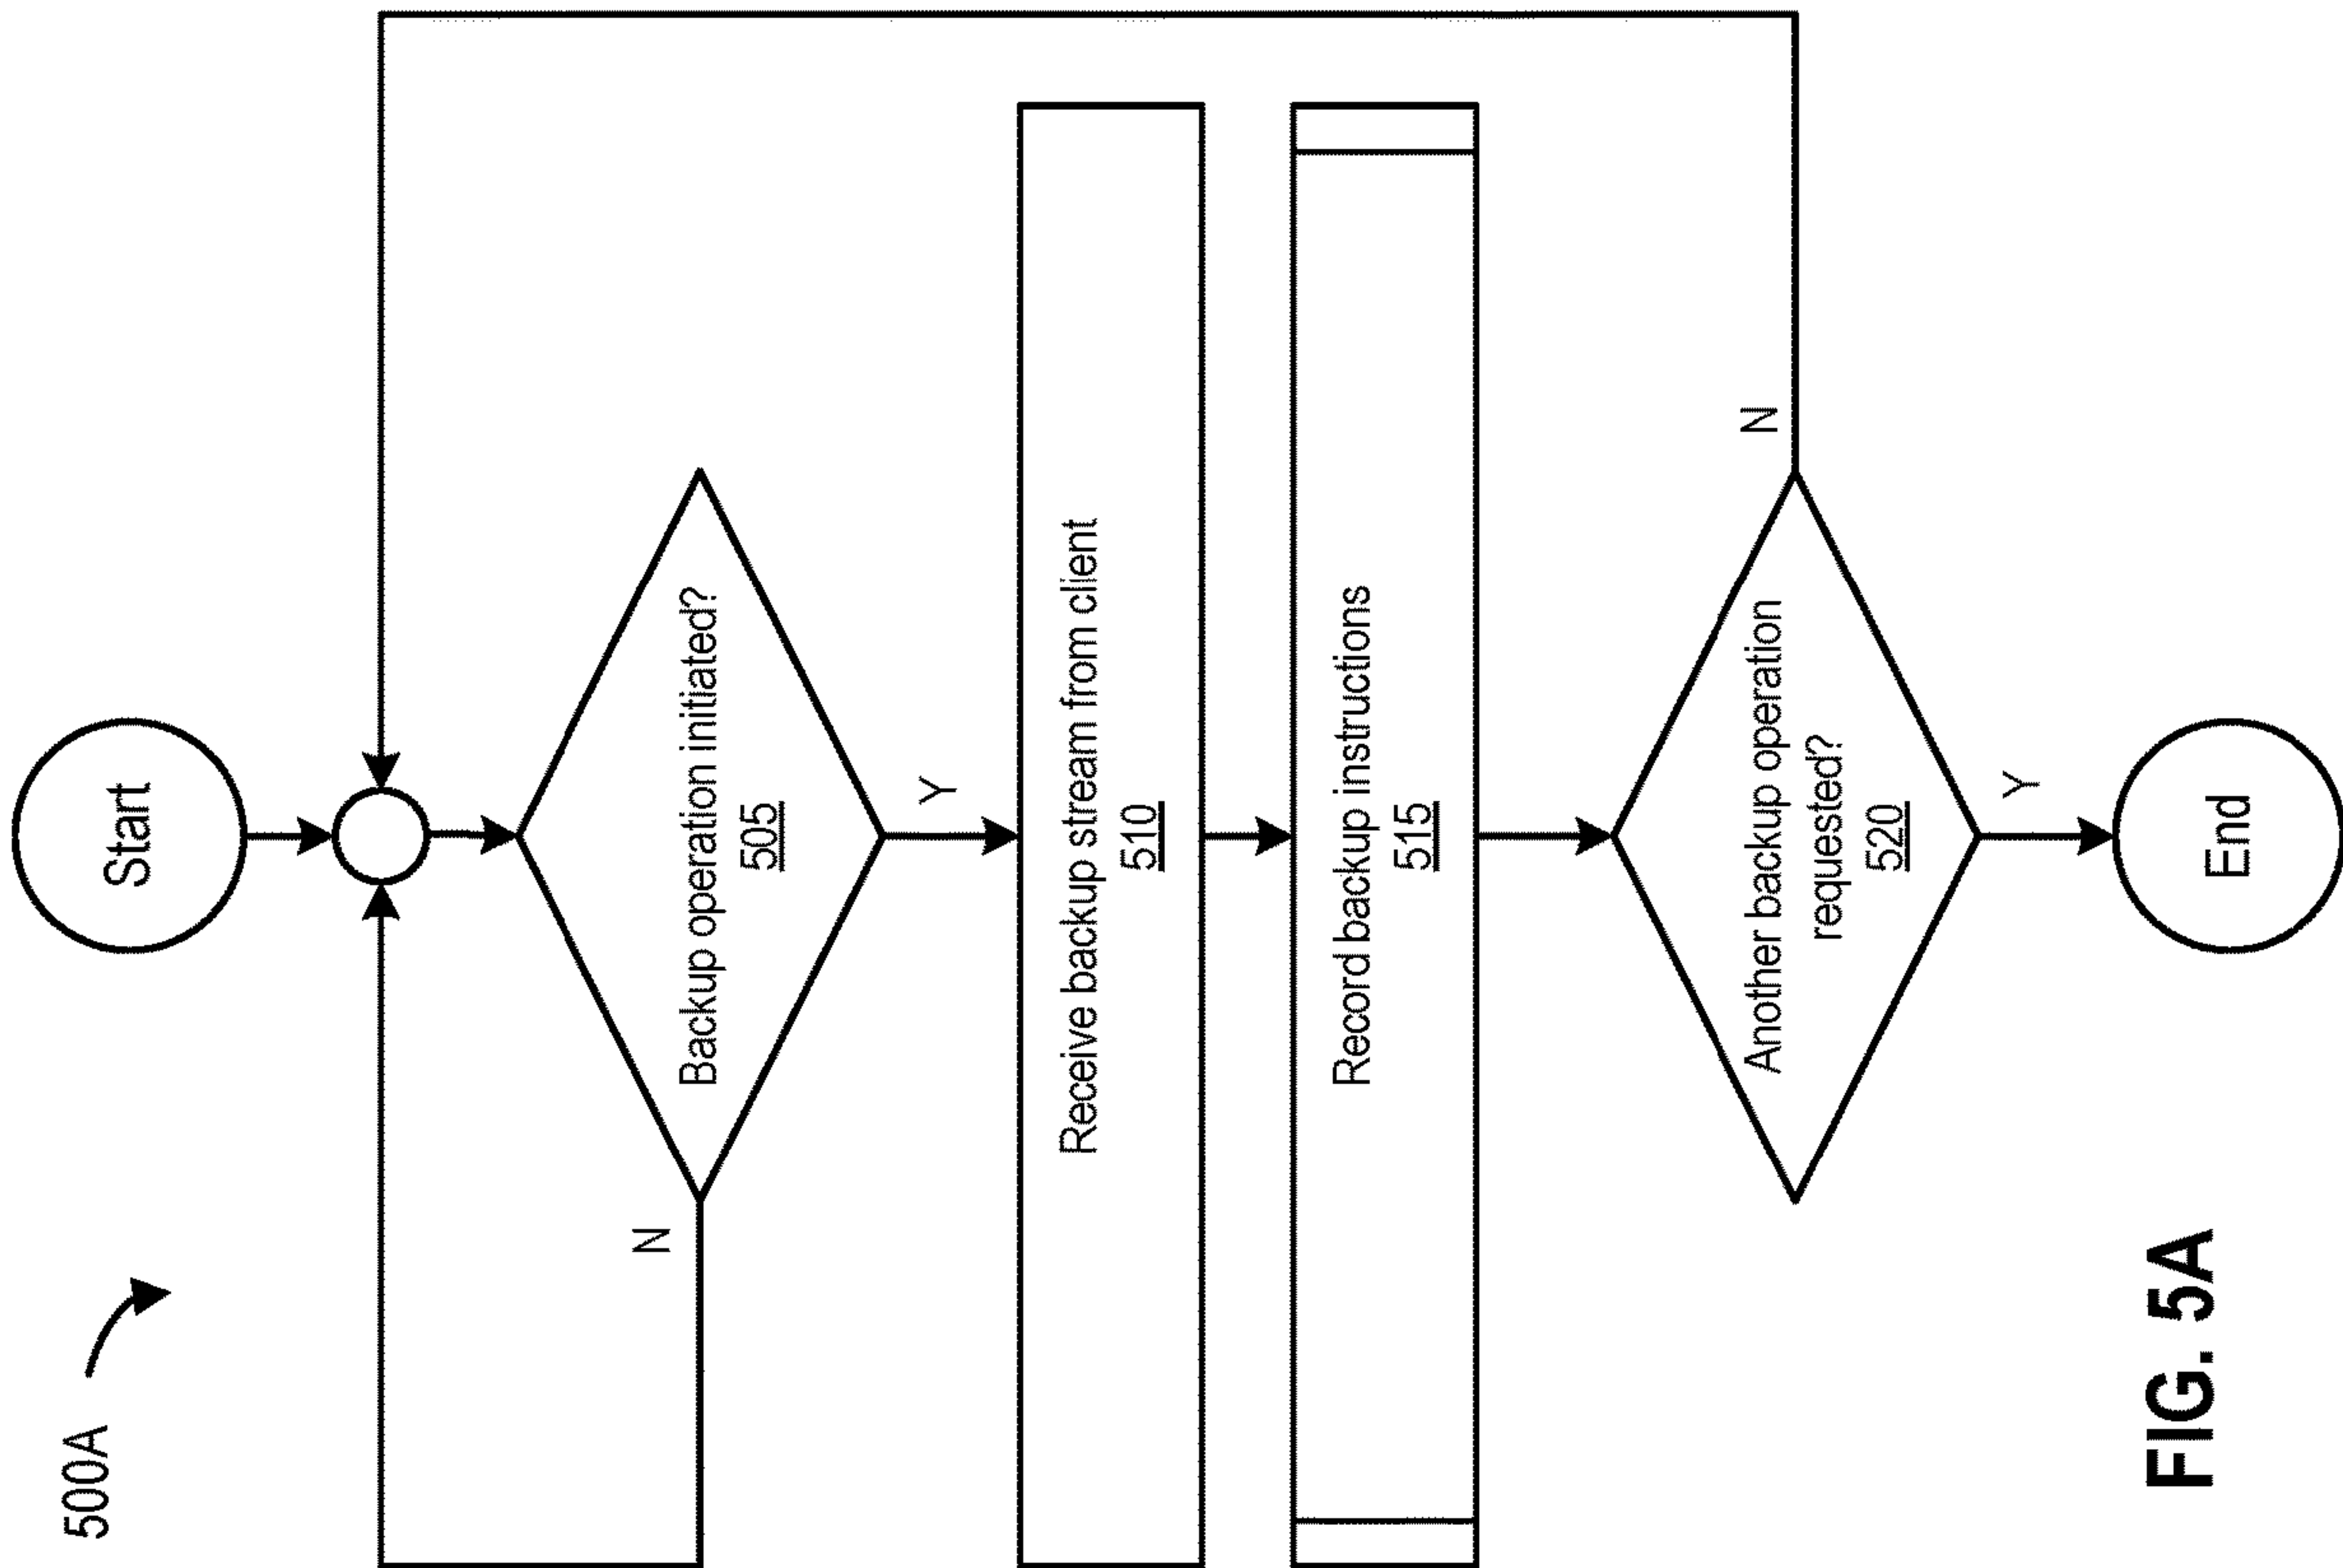 500A
Start
Backup operation initiated?
505
N
Y
Receive backup stream from client
510
Record backup instructions
515
Another backup operation
requested?
520
N
Y
End
FIG. 5A